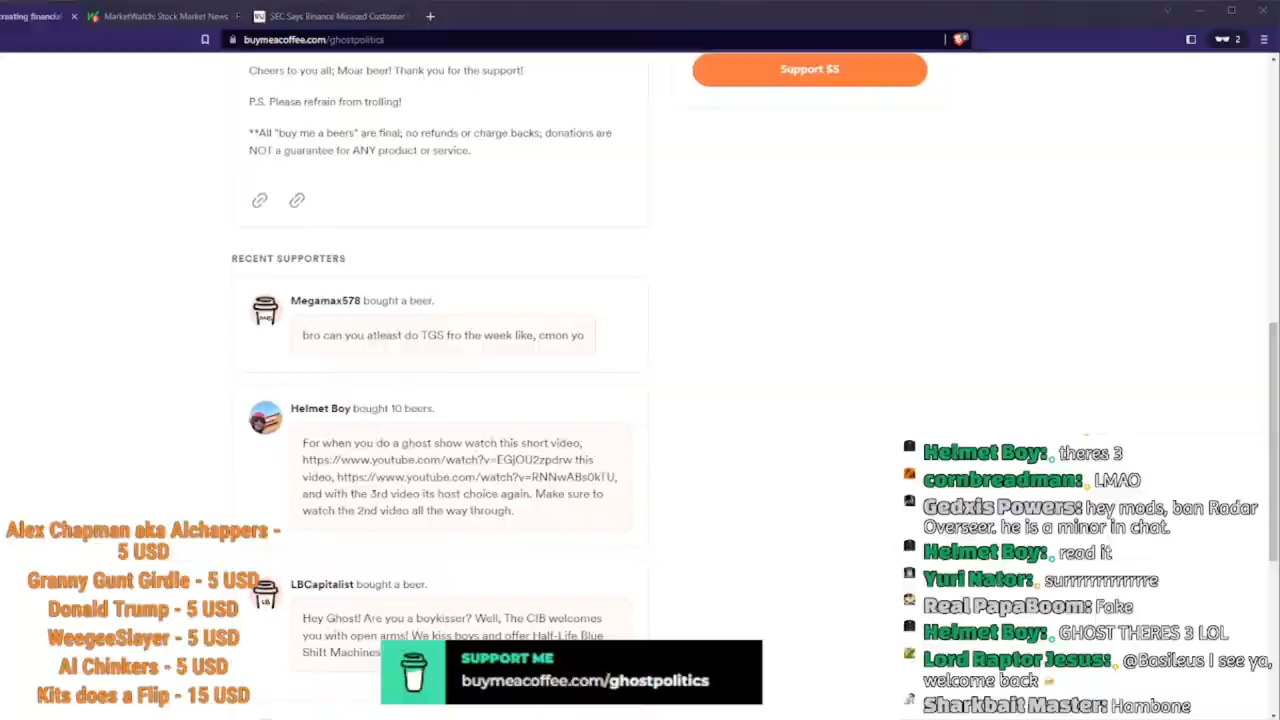 creating financial
MarketWatch: Stock Market News - F
SEC Says Binance Misused Customer
buymeacoffee.com/ghostpolitics
2
Cheers to you all; Moar beer! Thank you for the support!
Support $5
P.S. Please refrain from trolling!
**All "buy me a beers" are final; no refunds or charge backs; donations are
NOT a guarantee for ANY product or service.
RECENT SUPPORTERS
Megamax578 bought a beer.
bro can you atleast do TGS fro the week like, cmon yo
Helmet Boy bought 10 beers.
For when you do a ghost show watch this short video,
https://www.youtube.com/watch?v=EGjOU2zpdrw this
video, https://www.youtube.com/watch?v=RNNwABs0kTU,
and with the 3rd video its host choice again. Make sure to
watch the 2nd video all the way through.
LBCapitalist bought a beer.
Hey Ghost! Are you a boykisser? Well, The CIB welcomes
you with open arms! We kiss boys and offer Half-Life Blue
Shift Machines
Alex Chapman aka Alchappers -
5 USD
Granny Gunt Girdle - 5 USD
Donald Trump - 5 USD
WeegeeSlayer - 5 USD
Al Chinkers - 5 USD
Kits does a Flip - 15 USD
SUPPORT ME
buymeacoffee.com/ghostpolitics
Helmet Boy: theres 3
cornbreadman: LMAO
Gedxis Powers: hey mods, ban Radar
Overseer. he is a minor in chat.
Helmet Boy: read it
Yuri Nator: surrrrrrrrrrrre
Real PapaBoom: Fake
Helmet Boy: GHOST THERES 3 LOL
Lord Raptor Jesus: @Basileus I see ya,
welcome back
Sharkbait Master: Hambone